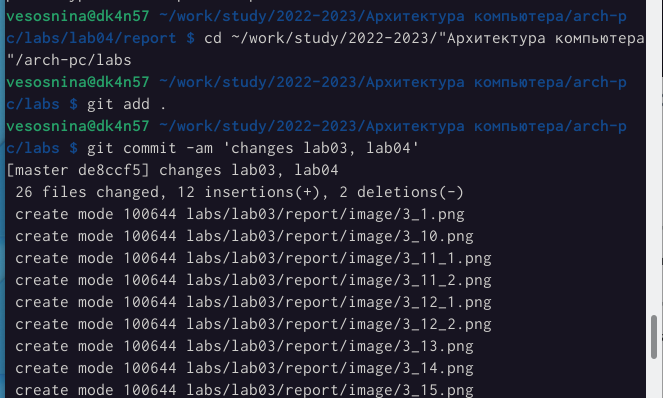 vesosnina@dk4n57 ~/work/study/2022-2023/Архитектура компьютера/arch-p
c/labs/lab04/report $ cd ~/work/study/2022-2023/"Архитектура компьютера
"/arch-pc/labs
vesosnina@dk4n57 ~/work/study/2022-2023/Архитектура компьютера/arch-p
c/labs $ git add .
vesosnina@dk4n57 ~/work/study/2022-2023/Архитектура компьютера/arch-p
c/labs $ git commit -am 'changes lab03, lab04'
[master de8ccf5] changes lab03, lab04
 26 files changed, 12 insertions(+), 2 deletions(-)
 create mode 100644 labs/lab03/report/image/3_1.png
 create mode 100644 labs/lab03/report/image/3_10.png
 create mode 100644 labs/lab03/report/image/3_11_1.png
 create mode 100644 labs/lab03/report/image/3_11_2.png
 create mode 100644 labs/lab03/report/image/3_12_1.png
 create mode 100644 labs/lab03/report/image/3_12_2.png
 create mode 100644 labs/lab03/report/image/3_13.png
 create mode 100644 labs/lab03/report/image/3_14.png
 create mode 100644 labs/lab03/report/image/3_15.png